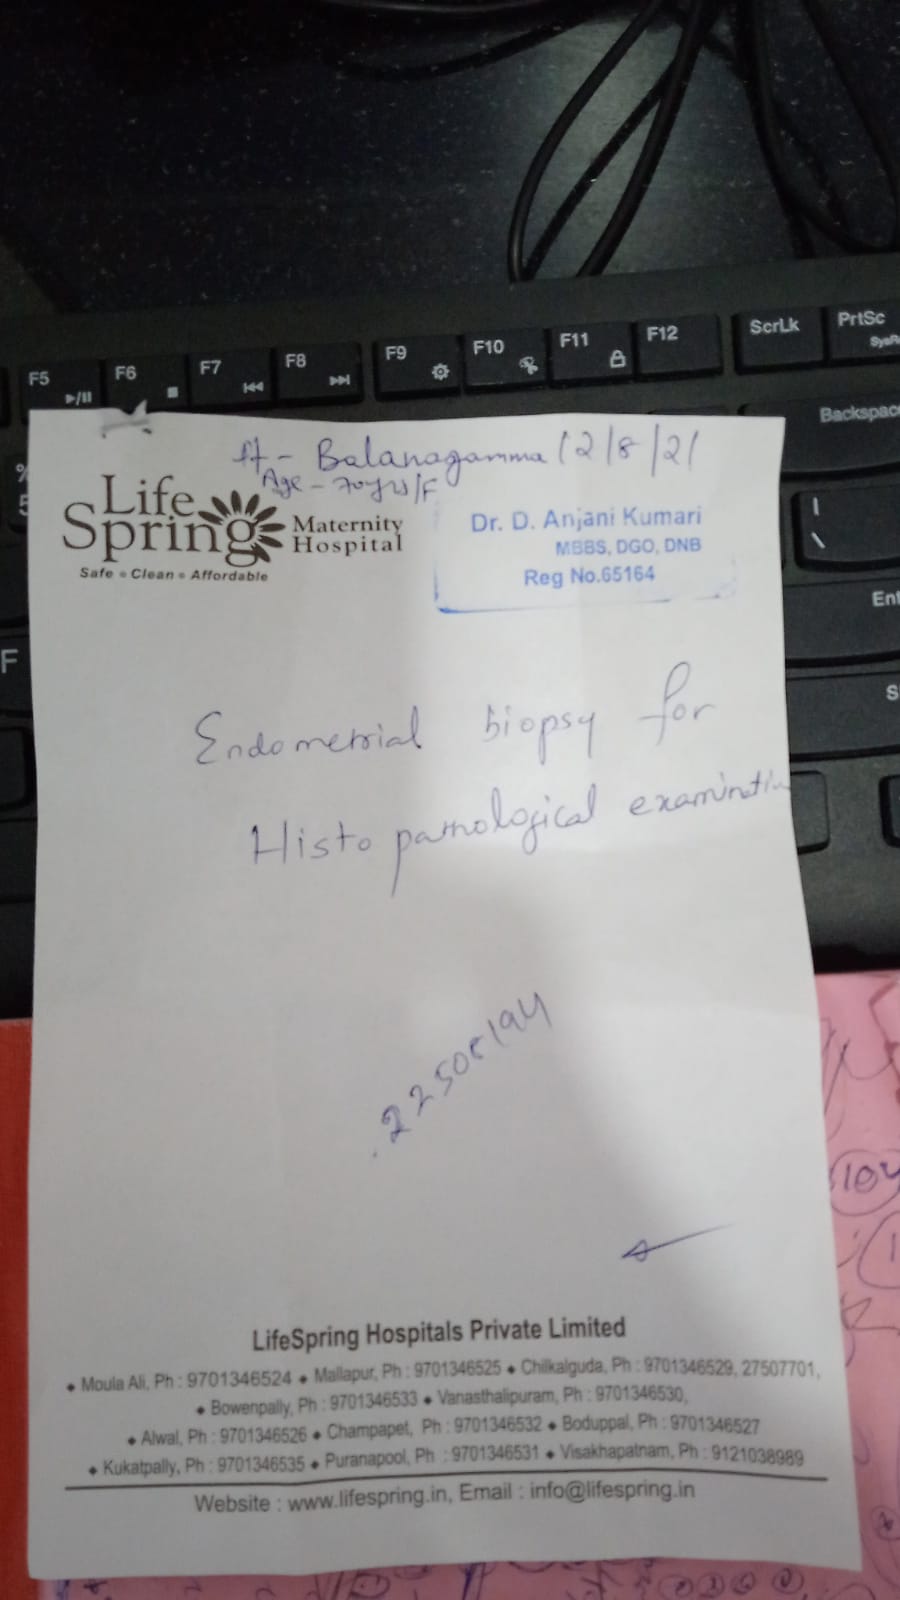 F5 F6 F7 F8 F9 F10 F11 F12 ScrLk PrtSc
Backspac
%
5
F
Ent
S
Pt- Balanagamma 12/8/21
Age - 70yrs/F
Life
Spring
Maternity
Hospital
Safe • Clean • Affordable
Dr. D. Anjani Kumari
MBBS, DGO, DNB
Reg No.65164
Endometrial biopsy for
Histo pathological examination
22508194
LifeSpring Hospitals Private Limited
• Moula Ali, Ph : 9701346524 • Mallapur, Ph : 9701346525 • Chilkalguda, Ph : 9701346529, 27507701,
• Bowenpally, Ph : 9701346533 • Vanasthalipuram, Ph : 9701346530,
• Alwal, Ph : 9701346526 • Champapet, Ph : 9701346532 • Boduppal, Ph : 9701346527
• Kukatpally, Ph : 9701346535 • Puranapool, Ph : 9701346531 • Visakhapatnam, Ph : 9121038989
Website : www.lifespring.in, Email : info@lifespring.in
104